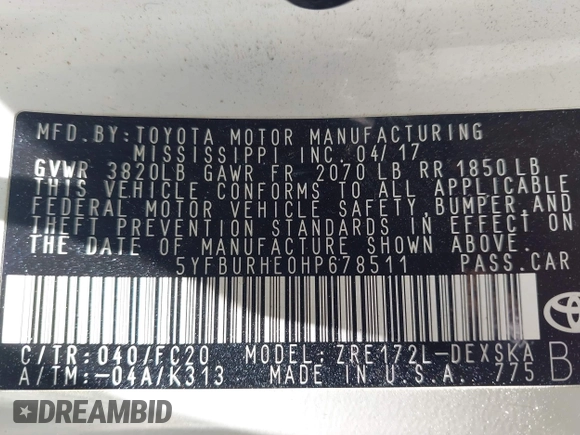 MFD.BY:TOYOTA MOTOR MANUFACTURING
MISSISSIPPI INC. 04/17
GVWR 3820LB GAWR FR 2070 LB RR 1850LB
THIS VEHICLE CONFORMS TO ALL APPLICABLE
FEDERAL MOTOR VEHICLE SAFETY,BUMPER,AND
THEFT PREVENTION STANDARDS IN EFFECT ON
THE DATE OF MANUFACTURE SHOWN ABOVE.
5YFBURHE0HP678511 PASS.CAR
C/TR:040/FC20 MODEL:ZRE172L-DEXSKA
A/TM:-04A/K313 MADE IN U.S.A. 775 B
DREAMBID